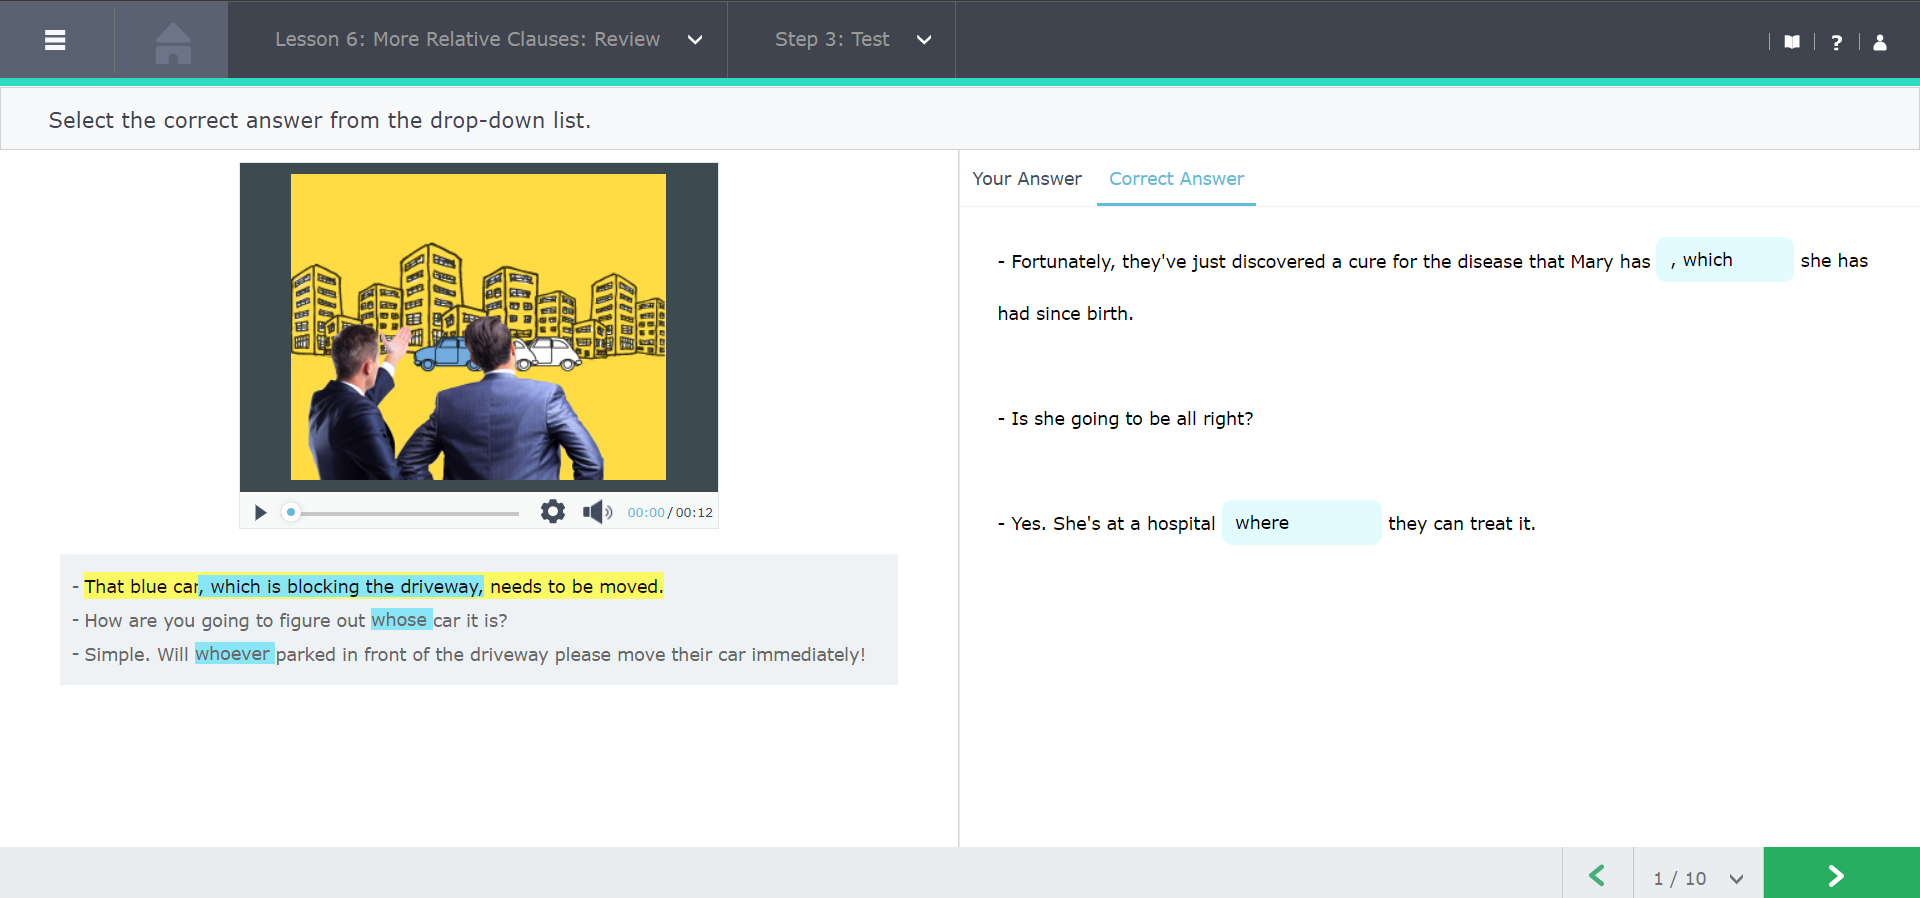 Lesson 6: More Relative Clauses: Review
Step 3: Test
?
Select the correct answer from the drop-down list.
00:00 / 00:12
- That blue car, which is blocking the driveway, needs to be moved.
- How are you going to figure out whose car it is?
- Simple. Will whoever parked in front of the driveway please move their car immediately!
Your Answer
Correct Answer
- Fortunately, they've just discovered a cure for the disease that Mary has , which she has
had since birth.
- Is she going to be all right?
- Yes. She's at a hospital where they can treat it.
1 / 10